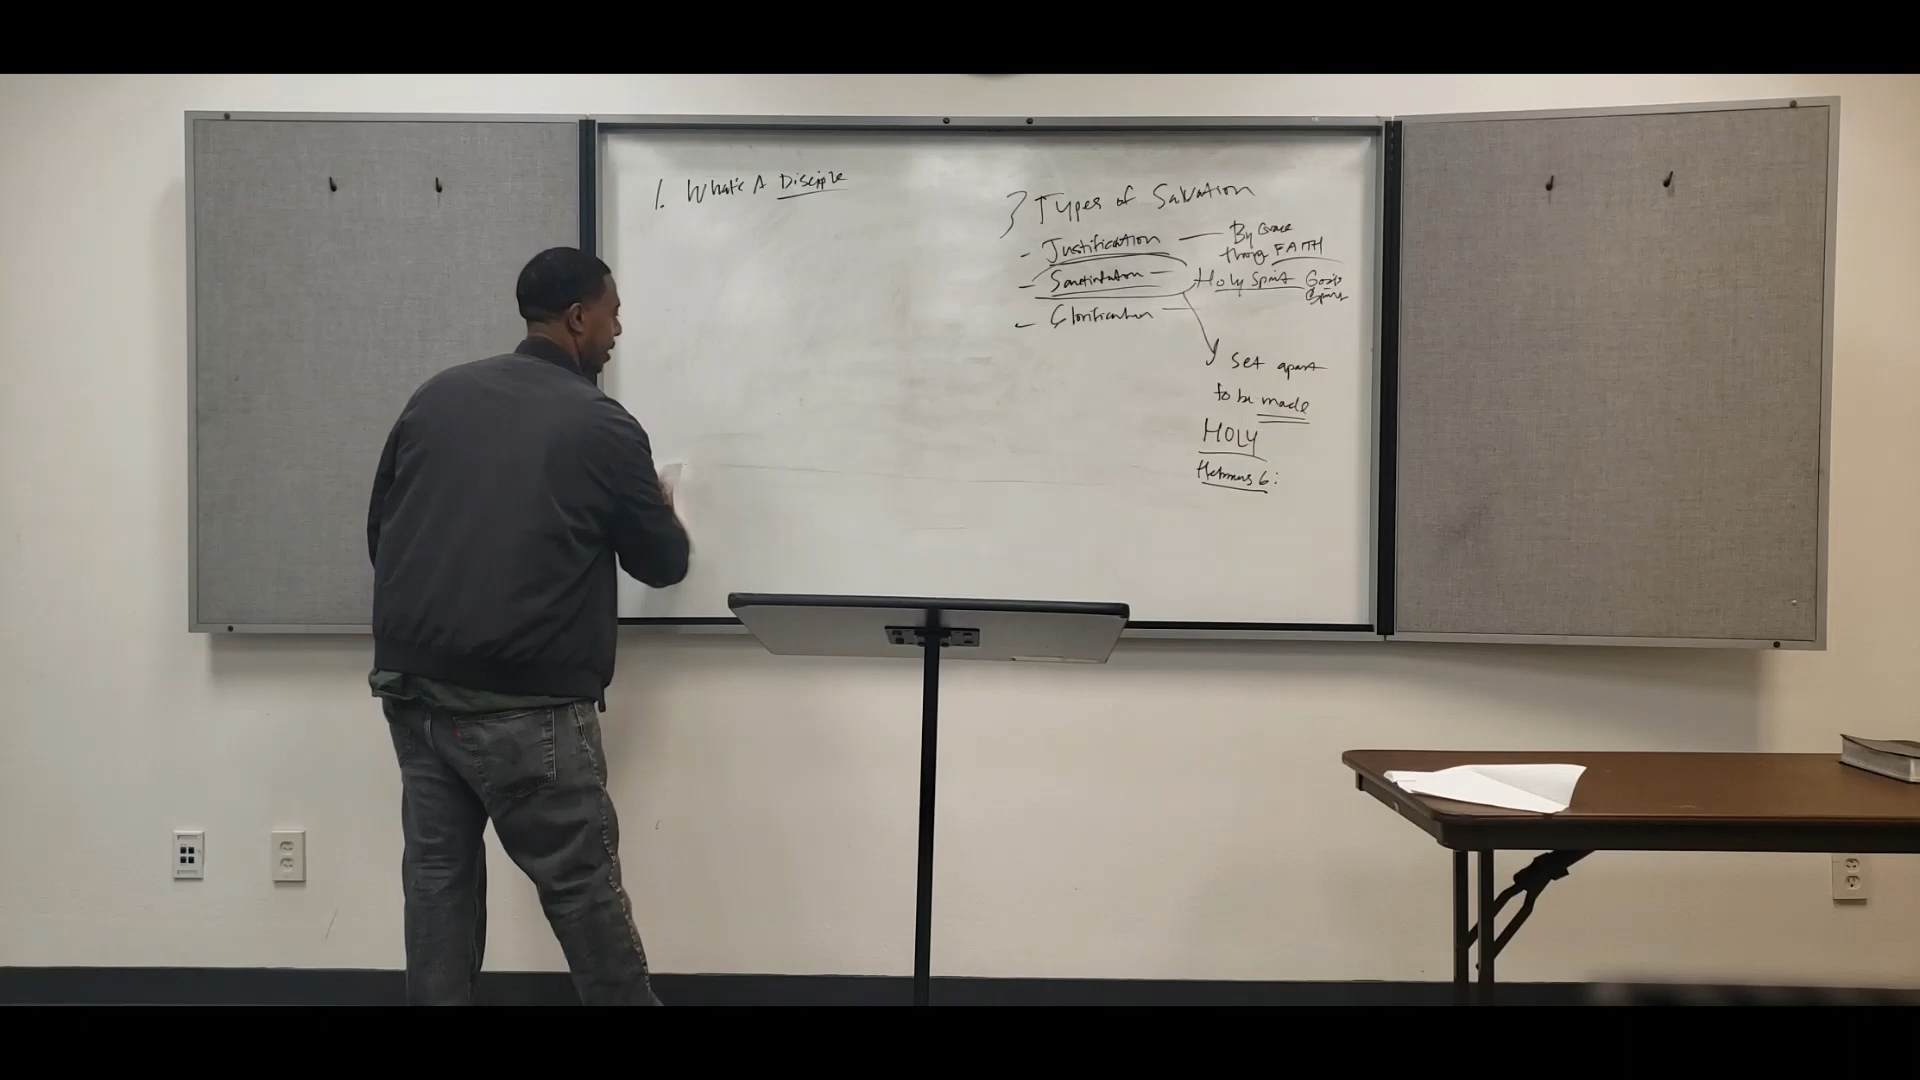 1. What's A Disciple
3 Types of Salvation
- Justification — By Grace
through FAITH
- Sanctification — Holy Spirit God's
Spirit
- Glorification —
set apart
to be made
HOLY
Hebrews 6: